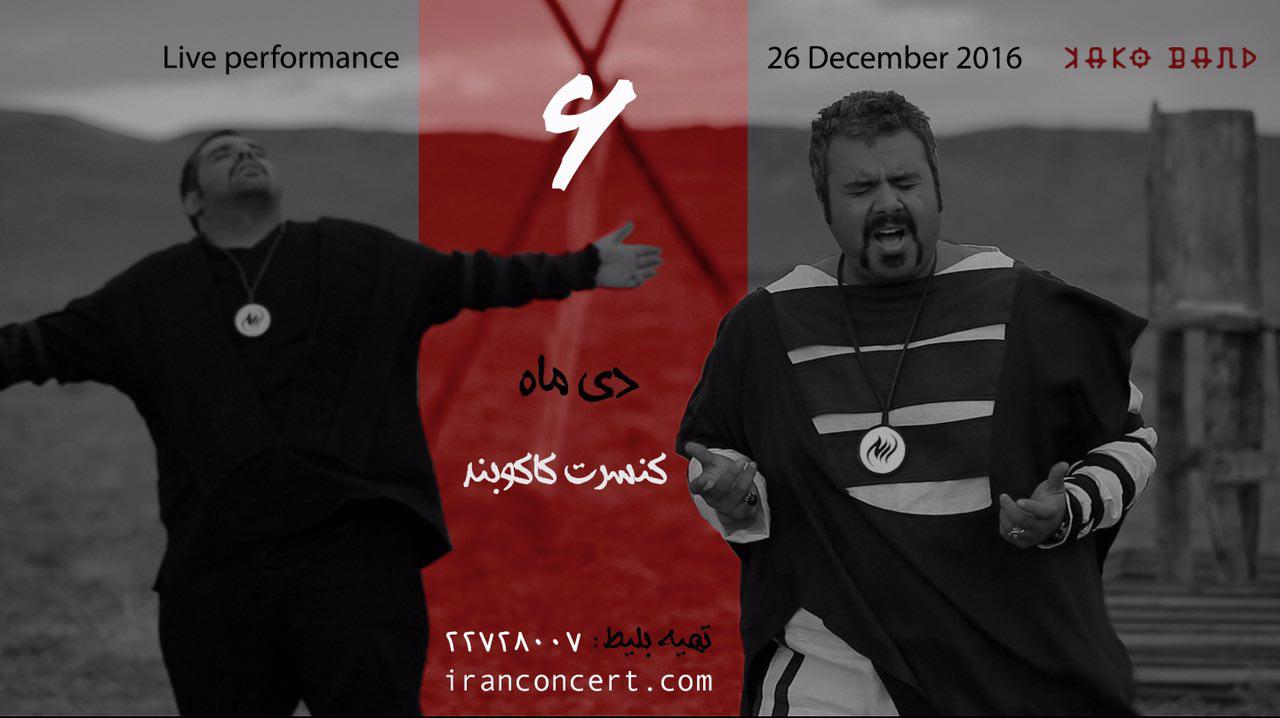 Live performance
26 December 2016
KAKO BAND
۶
دی ماه
کنسرت کاکوبند
تهیه بلیط : ۲۲۷۲۸۰۰۷
iranconcert.com